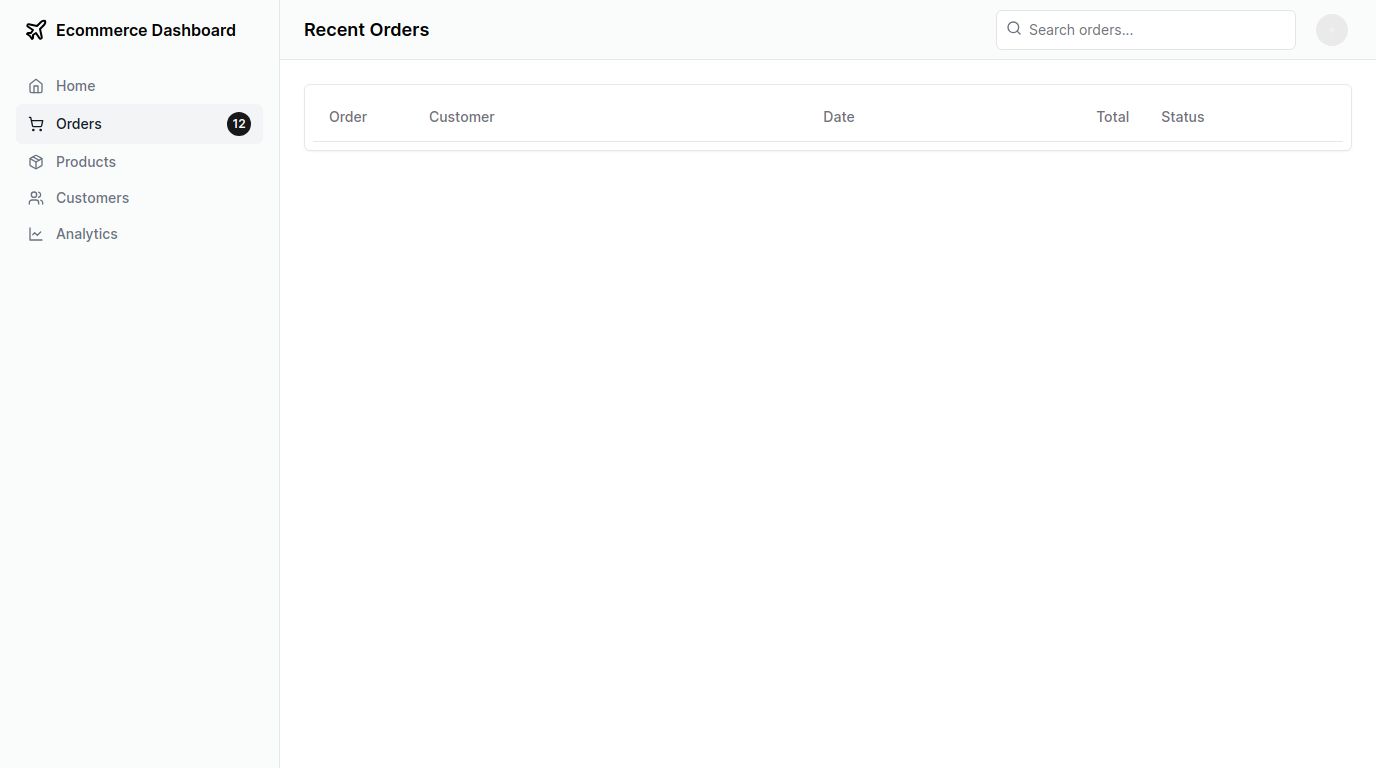 Ecommerce Dashboard
Home
Orders 12
Products
Customers
Analytics
Recent Orders
Search orders...
Order Customer Date Total Status